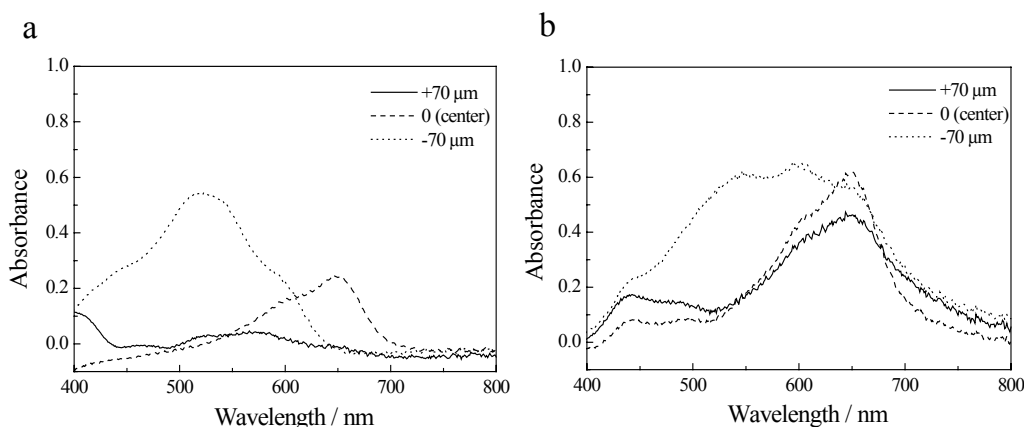 a
1.0
0.8
0.6
0.4
0.2
0.0
Absorbance
+70 μm
0 (center)
-70 μm
400 500 600 700 800
Wavelength / nm
b
1.0
0.8
0.6
0.4
0.2
0.0
Absorbance
+70 μm
0 (center)
-70 μm
400 500 600 700 800
Wavelength / nm